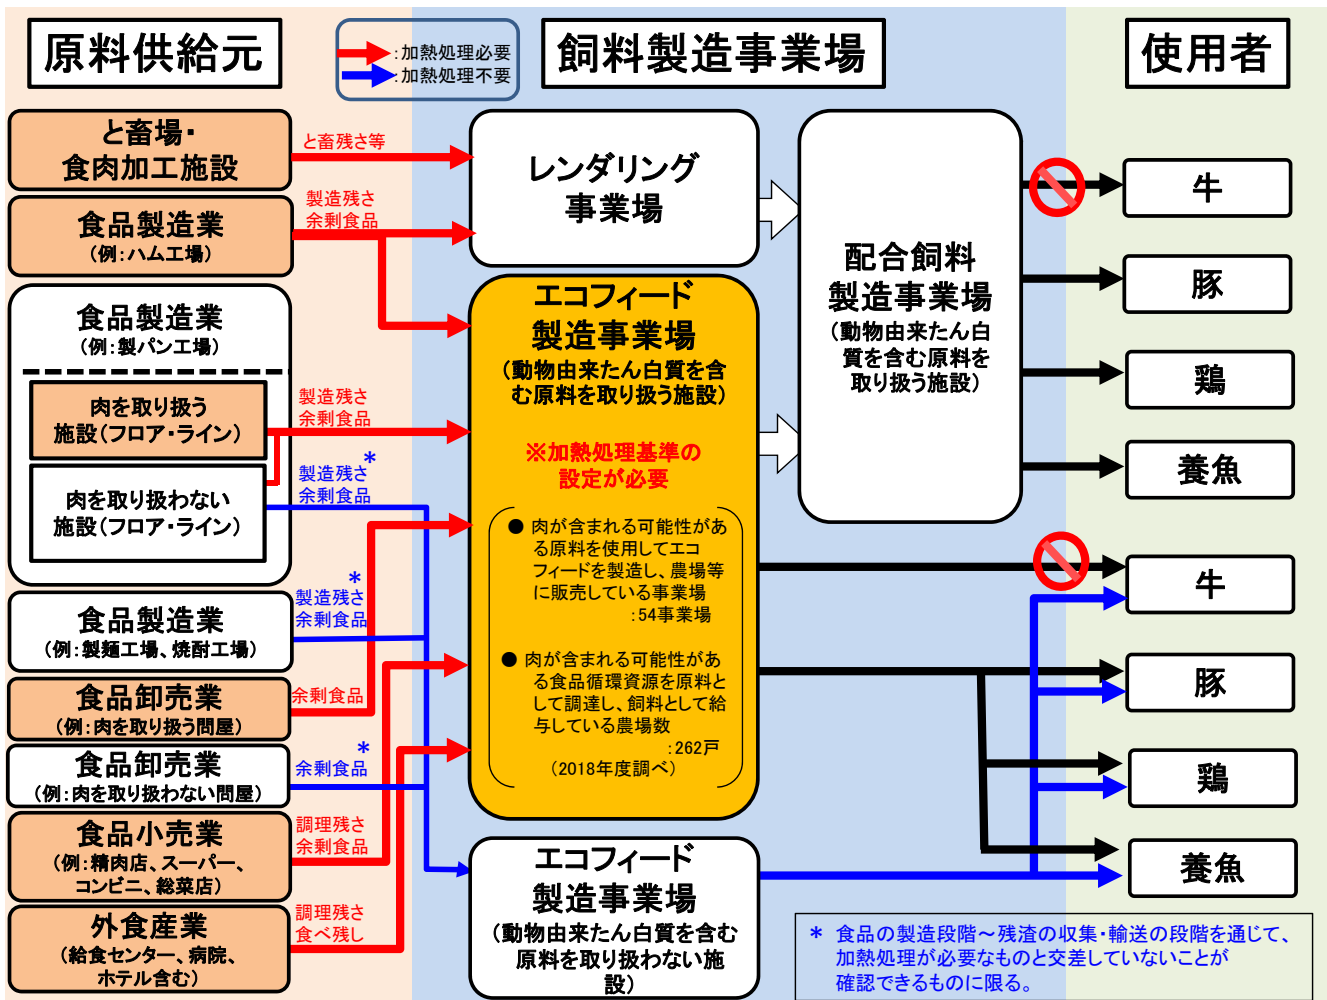 原料供給元
:加熱処理必要
:加熱処理不要
飼料製造事業場
使用者
と畜場・
食肉加工施設
と畜残さ等
食品製造業
(例:ハム工場)
製造残さ
余剰食品
食品製造業
(例:製パン工場)
肉を取り扱う
施設(フロア・ライン)
製造残さ
余剰食品
肉を取り扱わない
施設(フロア・ライン)
*
製造残さ
余剰食品
食品製造業
(例:製麺工場、焼酎工場)
*
製造残さ
余剰食品
食品卸売業
(例:肉を取り扱う問屋)
余剰食品
食品卸売業
(例:肉を取り扱わない問屋)
*
余剰食品
食品小売業
(例:精肉店、スーパー、
コンビニ、総菜店)
調理残さ
余剰食品
外食産業
(給食センター、病院、
ホテル含む)
調理残さ
食べ残し
レンダリング
事業場
エコフィード
製造事業場
(動物由来たん白質を含
む原料を取り扱う施設)
※加熱処理基準の
設定が必要
● 肉が含まれる可能性があ
る原料を使用してエコ
フィードを製造し、農場等
に販売している事業場
:54事業場
● 肉が含まれる可能性があ
る食品循環資源を原料と
して調達し、飼料として給
与している農場数
:262戸
(2018年度調べ)
エコフィード
製造事業場
(動物由来たん白質を含む
原料を取り扱わない施
設)
配合飼料
製造事業場
(動物由来たん白
質を含む原料を
取り扱う施設)
牛
豚
鶏
養魚
牛
豚
鶏
養魚
* 食品の製造段階~残渣の収集・輸送の段階を通じて、
加熱処理が必要なものと交差していないことが
確認できるものに限る。